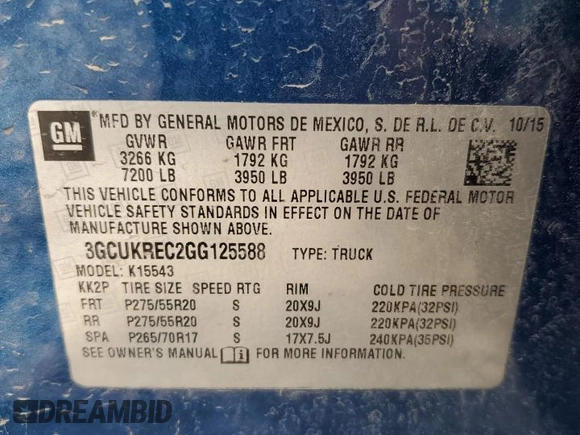 GM
*MFD BY GENERAL MOTORS DE MEXICO, S. DE R.L. DE C.V. 10/15
GVWR GAWR FRT GAWR RR
3266 KG 1792 KG 1792 KG
7200 LB 3950 LB 3950 LB
THIS VEHICLE CONFORMS TO ALL APPLICABLE U.S. FEDERAL MOTOR
VEHICLE SAFETY STANDARDS IN EFFECT ON THE DATE OF
MANUFACTURE SHOWN ABOVE.
3GCUKREC2GG125588 TYPE: TRUCK
MODEL: K15543
KK2P TIRE SIZE SPEED RTG RIM COLD TIRE PRESSURE
FRT P275/55R20 S 20X9J 220KPA(32PSI)
RR P275/55R20 S 20X9J 220KPA(32PSI)
SPA P265/70R17 S 17X7.5J 240KPA(35PSI)
SEE OWNER'S MANUAL FOR MORE INFORMATION.
DREAMBID